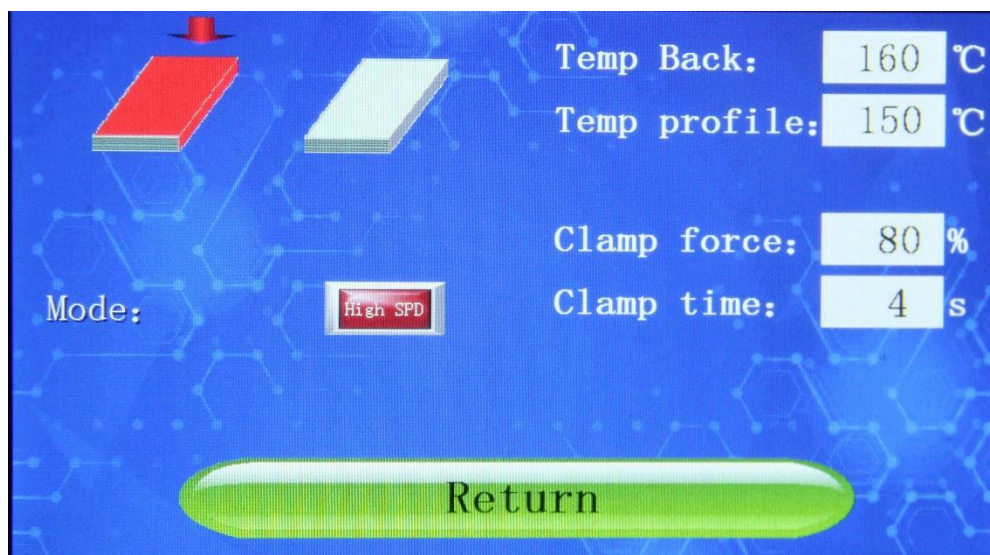 Temp Back: 160 ℃
Temp profile: 150 ℃
Clamp force: 80 %
Mode: High SPD
Clamp time: 4 s
Return